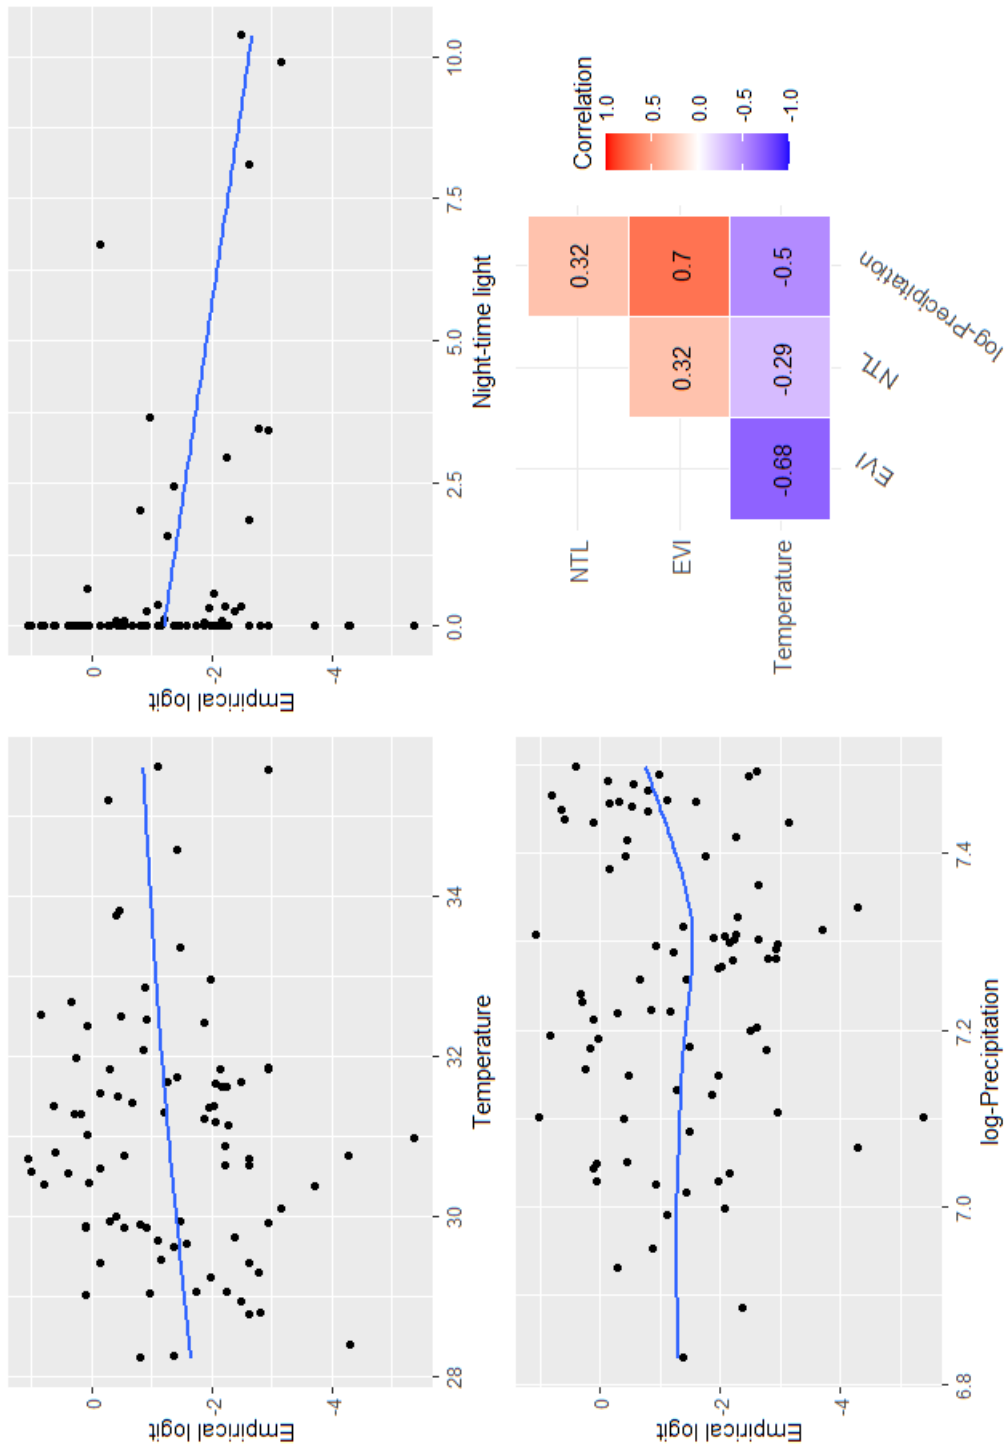 0
-2
-4
Empirical logit
28
30
32
34
Temperature
0
-2
-4
Empirical logit
0.0
2.5
5.0
7.5
10.0
Night-time light
0
-2
-4
Empirical logit
6.8
7.0
7.2
7.4
log-Precipitation
NTL
EVI
Temperature
0.32
0.32
0.7
-0.68
-0.29
-0.5
EVI
NTL
log-Precipitation
Correlation
1.0
0.5
0.0
-0.5
-1.0